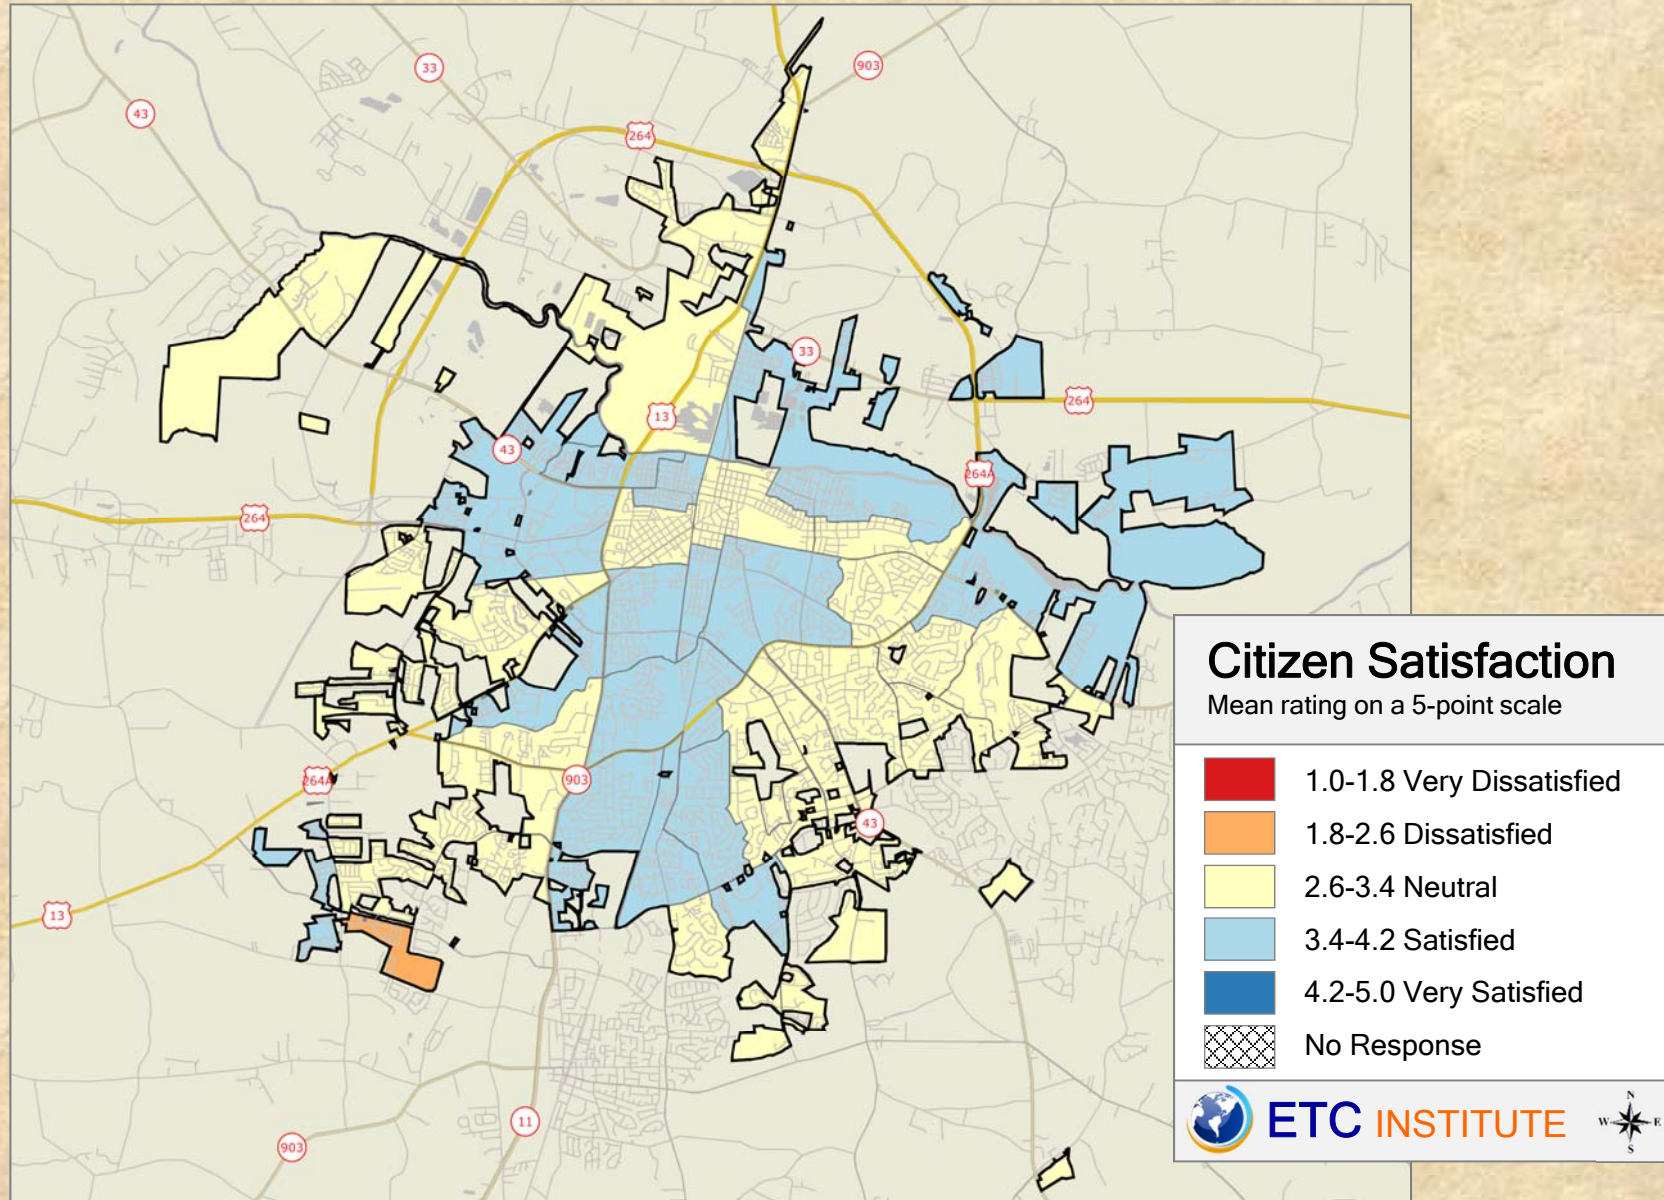 33
903
43
264
33
264
13
43
264A
264
903
264A
43
13
11
903
Citizen Satisfaction
Mean rating on a 5-point scale
1.0-1.8 Very Dissatisfied
1.8-2.6 Dissatisfied
2.6-3.4 Neutral
3.4-4.2 Satisfied
4.2-5.0 Very Satisfied
No Response
ETC INSTITUTE
N
W E
S